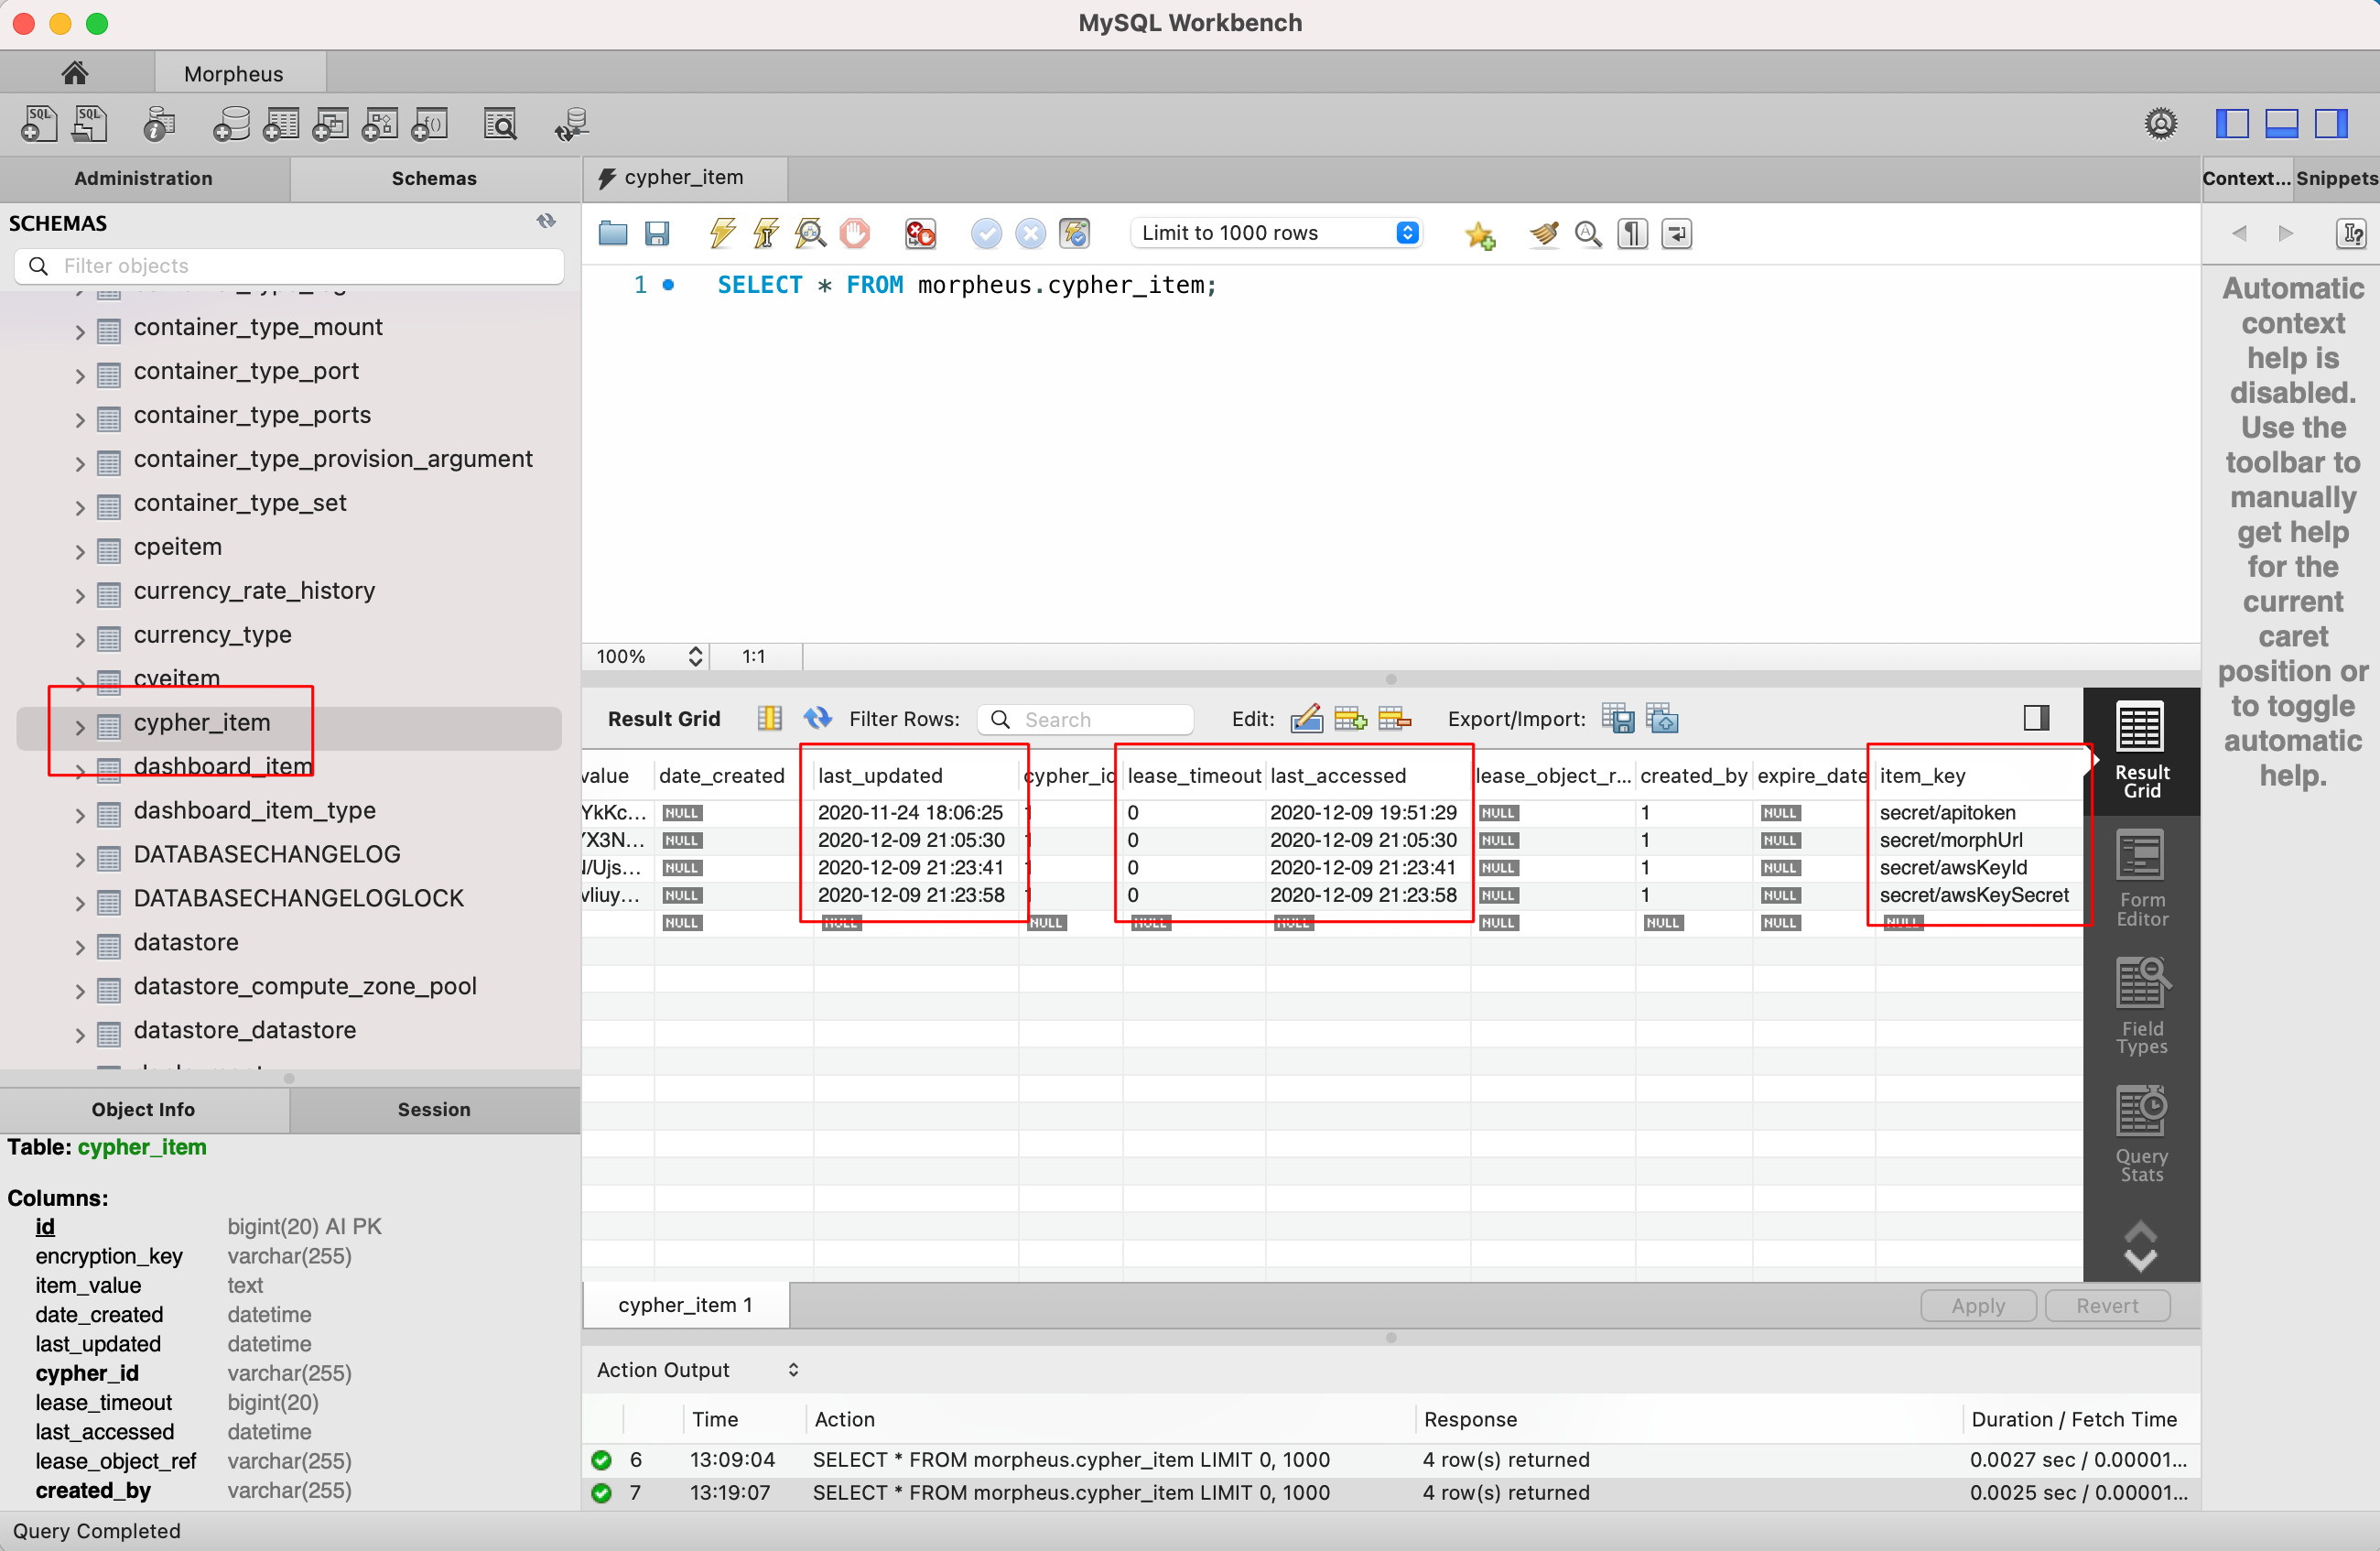 MySQL Workbench
Morpheus
Administration
Schemas
cypher_item
Context...
Snippets
SCHEMAS
Filter objects
container_type_mount
container_type_port
container_type_ports
container_type_provision_argument
container_type_set
cpeitem
currency_rate_history
currency_type
cveitem
cypher_item
dashboard_item
dashboard_item_type
DATABASECHANGELOG
DATABASECHANGELOGLOCK
datastore
datastore_compute_zone_pool
datastore_datastore
Object Info
Session
Table: cypher_item
Columns:
id bigint(20) AI PK
encryption_key varchar(255)
item_value text
date_created datetime
last_updated datetime
cypher_id varchar(255)
lease_timeout bigint(20)
last_accessed datetime
lease_object_ref varchar(255)
created_by varchar(255)
Query Completed
Limit to 1000 rows
1 SELECT * FROM morpheus.cypher_item;
100% 1:1
Result Grid Filter Rows: Search Edit: Export/Import:
value date_created last_updated cypher_id lease_timeout last_accessed lease_object_r... created_by expire_date item_key
YkKc... NULL 2020-11-24 18:06:25 1 0 2020-12-09 19:51:29 NULL 1 NULL secret/apitoken
YX3N... NULL 2020-12-09 21:05:30 1 0 2020-12-09 21:05:30 NULL 1 NULL secret/morphUrl
/Ujs... NULL 2020-12-09 21:23:41 1 0 2020-12-09 21:23:41 NULL 1 NULL secret/awsKeyId
vliuy... NULL 2020-12-09 21:23:58 1 0 2020-12-09 21:23:58 NULL 1 NULL secret/awsKeySecret
NULL NULL NULL NULL NULL NULL NULL NULL NULL
Result
Grid
Form
Editor
Field
Types
Query
Stats
cypher_item 1
Apply
Revert
Action Output
Time Action Response Duration / Fetch Time
6 13:09:04 SELECT * FROM morpheus.cypher_item LIMIT 0, 1000 4 row(s) returned 0.0027 sec / 0.00001...
7 13:19:07 SELECT * FROM morpheus.cypher_item LIMIT 0, 1000 4 row(s) returned 0.0025 sec / 0.00001...
Automatic
context
help is
disabled.
Use the
toolbar to
manually
get help
for the
current
caret
position or
to toggle
automatic
help.